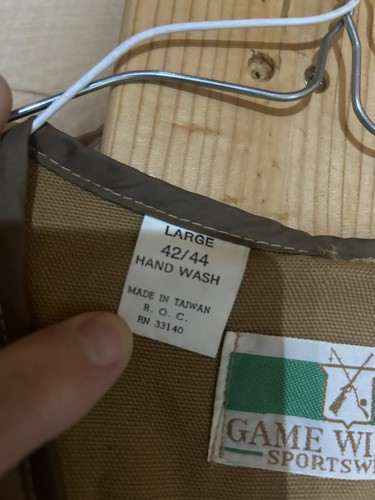 LARGE
42/44
HAND WASH
MADE IN TAIWAN
R. O. C.
RN 33140
GAME WI
SPORTSW